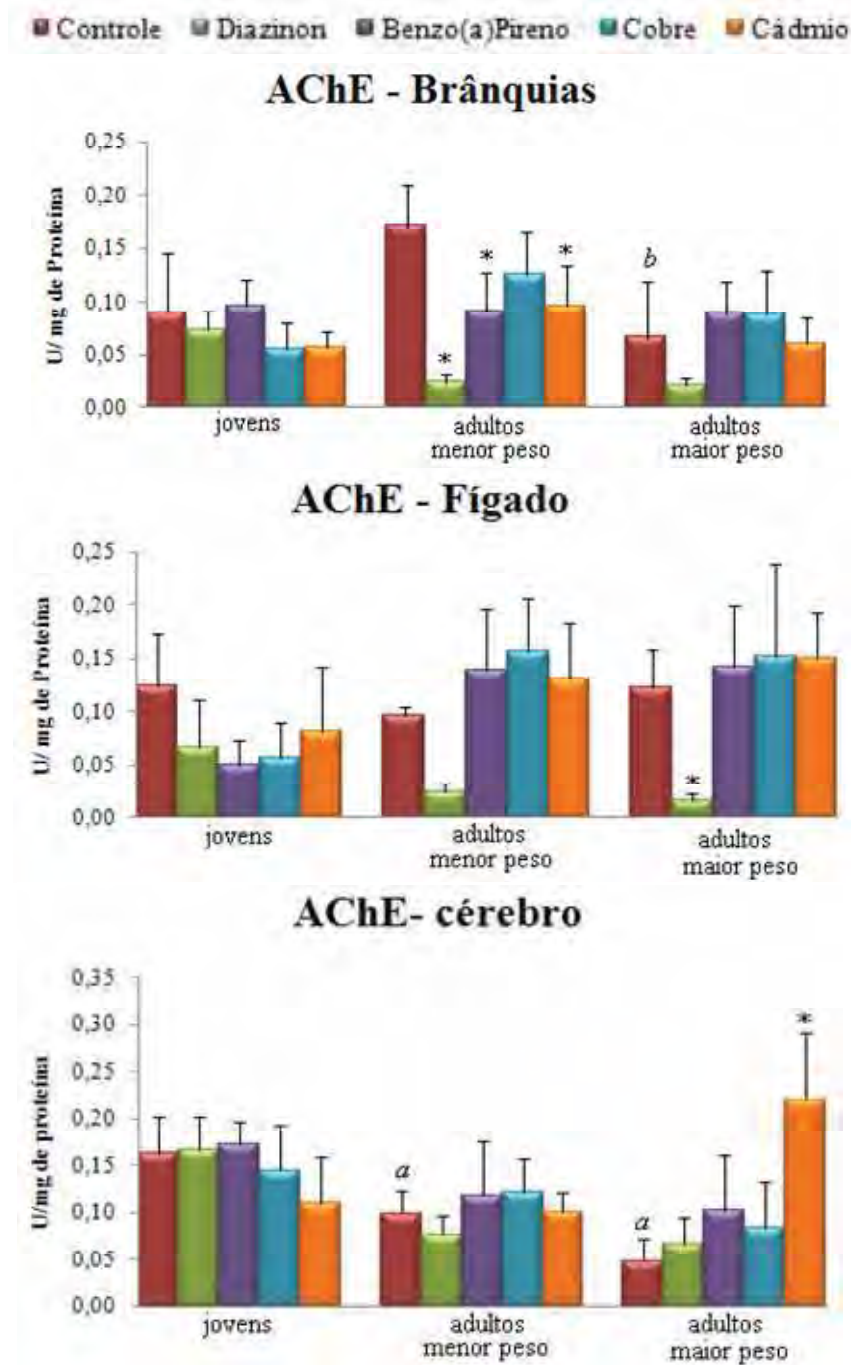 Controle Diazinon Benzo(a)Pireno Cobre Cádmio
AChE - Brânquias
U/ mg de Proteína
0,25
0,20
0,15
0,10
0,05
0,00
* * * b
jovens adultos menor peso adultos maior peso
AChE - Fígado
U/ mg de Proteína
0,25
0,20
0,15
0,10
0,05
0,00
*
jovens adultos menor peso adultos maior peso
AChE- cérebro
U/mg de proteína
0,35
0,30
0,25
0,20
0,15
0,10
0,05
0,00
a a *
jovens adultos menor peso adultos maior peso